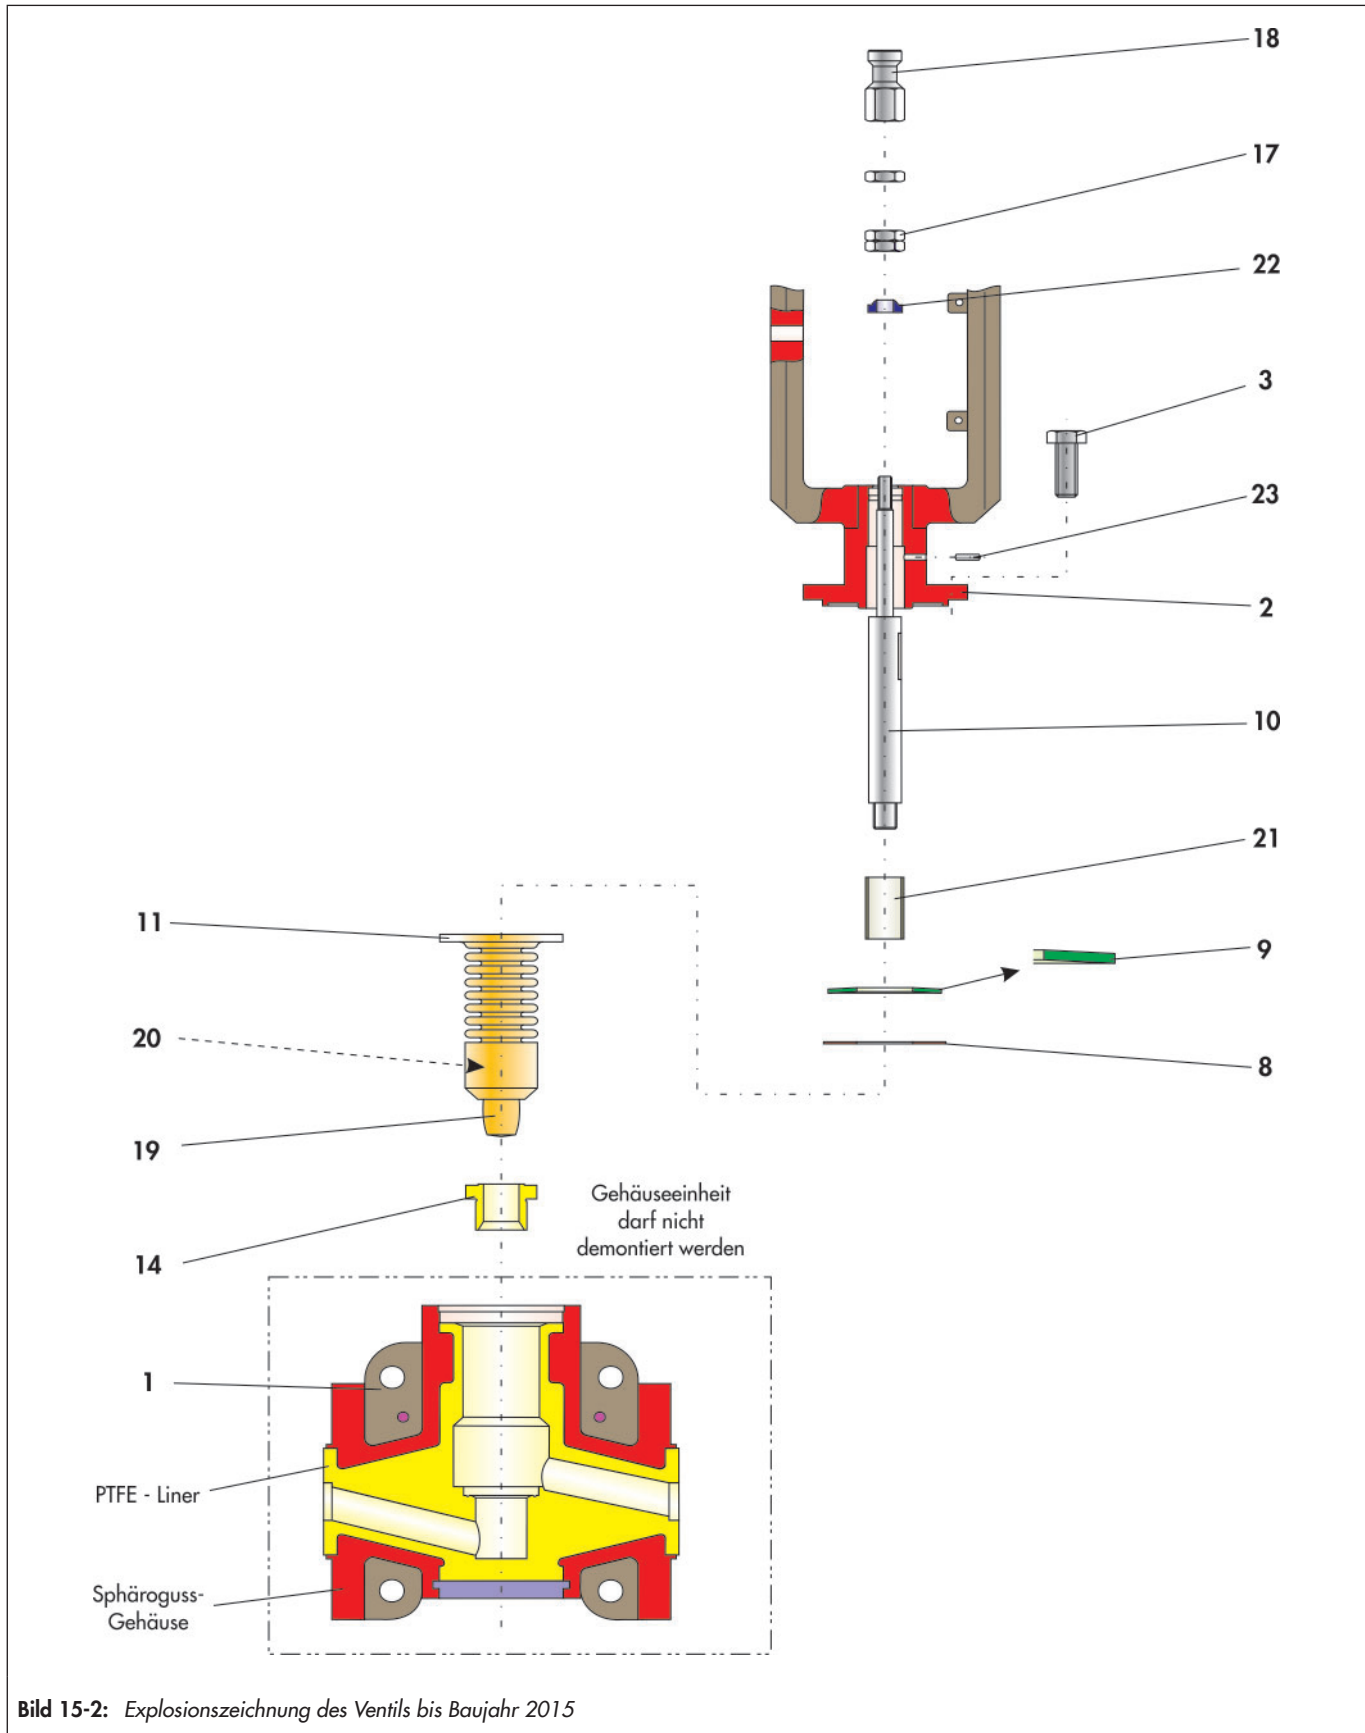 18
17
22
3
23
2
10
21
11
9
20
8
19
Gehäuseeinheit
darf nicht
demontiert werden
14
1
PTFE - Liner
Sphäroguss-
Gehäuse
Bild 15-2: Explosionszeichnung des Ventils bis Baujahr 2015